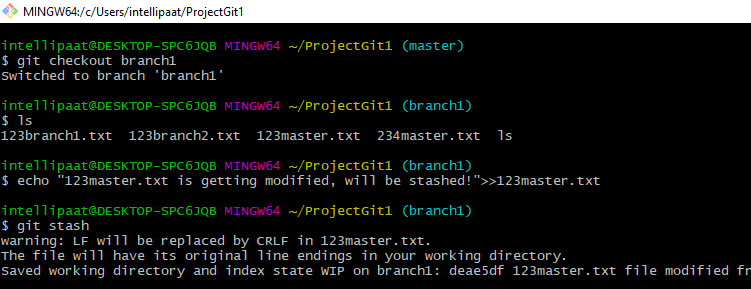 MINGW64:/c/Users/intellipaat/ProjectGit1
intellipaat@DESKTOP-SPC6JQB MINGW64 ~/ProjectGit1 (master)
$ git checkout branch1
Switched to branch 'branch1'
intellipaat@DESKTOP-SPC6JQB MINGW64 ~/ProjectGit1 (branch1)
$ ls
123branch1.txt  123branch2.txt  123master.txt  234master.txt  ls
intellipaat@DESKTOP-SPC6JQB MINGW64 ~/ProjectGit1 (branch1)
$ echo "123master.txt is getting modified, will be stashed!">>123master.txt
intellipaat@DESKTOP-SPC6JQB MINGW64 ~/ProjectGit1 (branch1)
$ git stash
warning: LF will be replaced by CRLF in 123master.txt.
The file will have its original line endings in your working directory.
Saved working directory and index state WIP on branch1: deae5df 123master.txt file modified